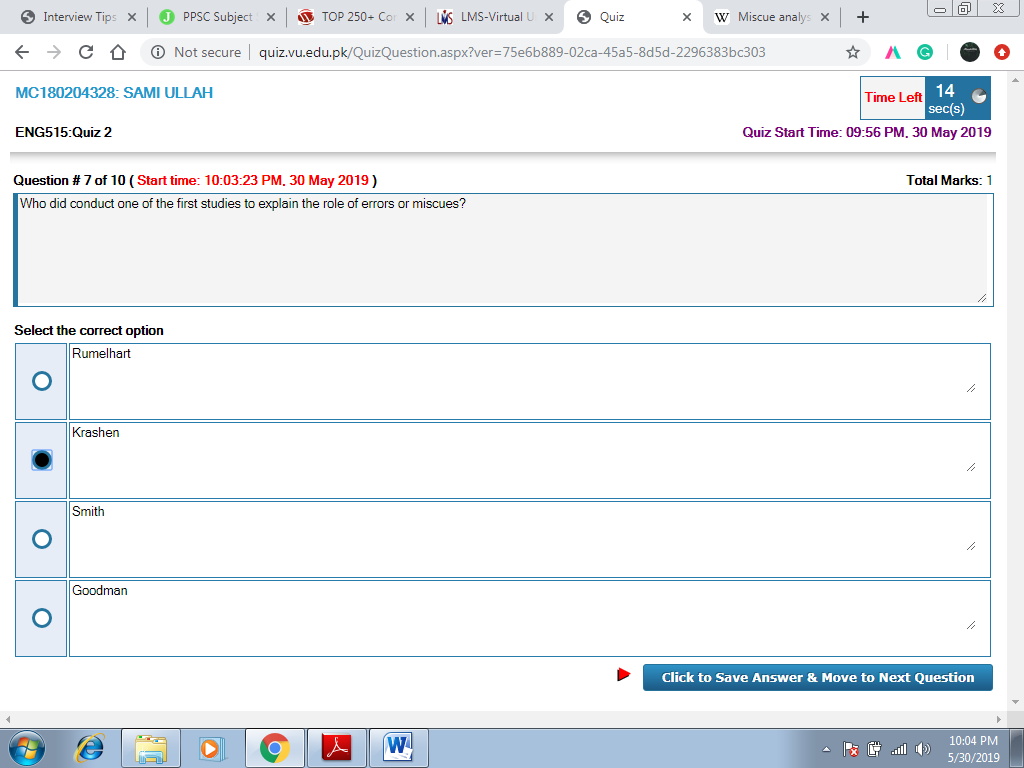 Interview Tips
PPSC Subject
TOP 250+ Co
LMS-Virtual U
Quiz
W Miscue analys
Not secure quiz.vu.edu.pk/QuizQuestion.aspx?ver=75e6b889-02ca-45a5-8d5d-2296383bc303
MC180204328: SAMI ULLAH
Time Left 14 sec(s)
ENG515:Quiz 2
Quiz Start Time: 09:56 PM, 30 May 2019
Question # 7 of 10 ( Start time: 10:03:23 PM, 30 May 2019 )
Total Marks: 1
Who did conduct one of the first studies to explain the role of errors or miscues?
Select the correct option
Rumelhart
Krashen
Smith
Goodman
Click to Save Answer & Move to Next Question
10:04 PM
5/30/2019